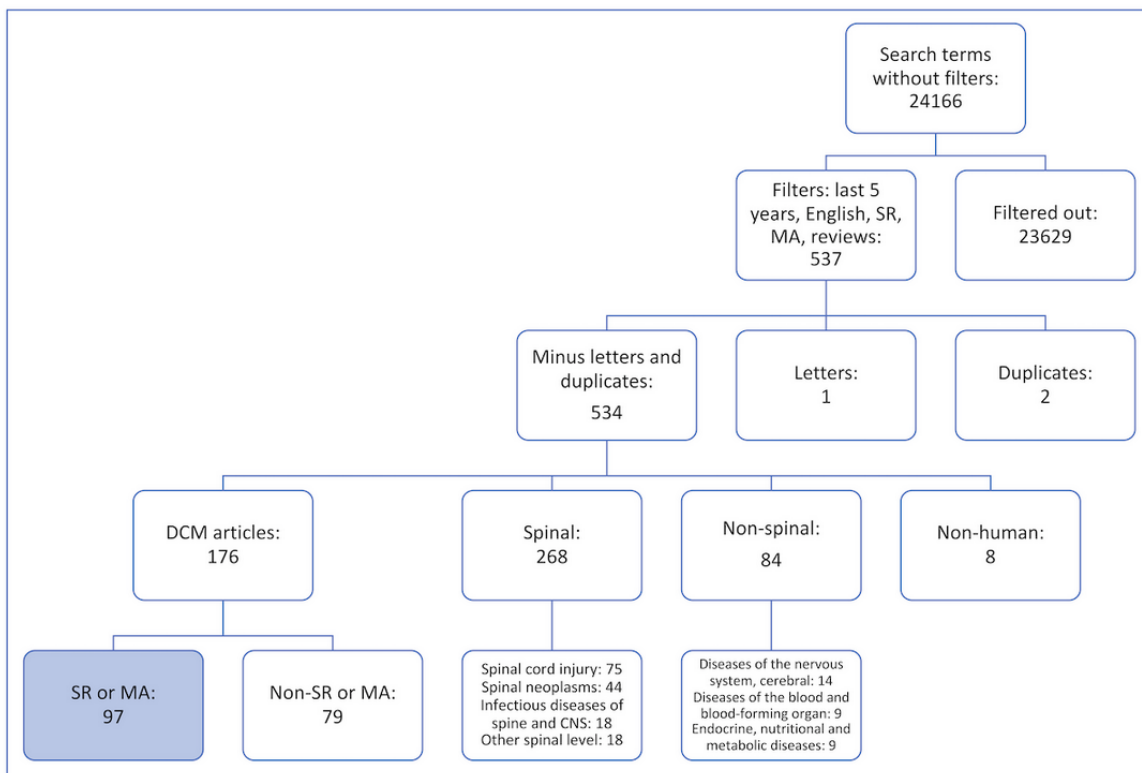 Search terms
without filters:
24166
Filters: last 5
years, English, SR,
MA, reviews:
537
Filtered out:
23629
Minus letters and
duplicates:
534
Letters:
1
Duplicates:
2
DCM articles:
176
Spinal:
268
Non-spinal:
84
Non-human:
8
SR or MA:
97
Non-SR or MA:
79
Spinal cord injury: 75
Spinal neoplasms: 44
Infectious diseases of
spine and CNS: 18
Other spinal level: 18
Diseases of the nervous
system, cerebral: 14
Diseases of the blood and
blood-forming organ: 9
Endocrine, nutritional and
metabolic diseases: 9